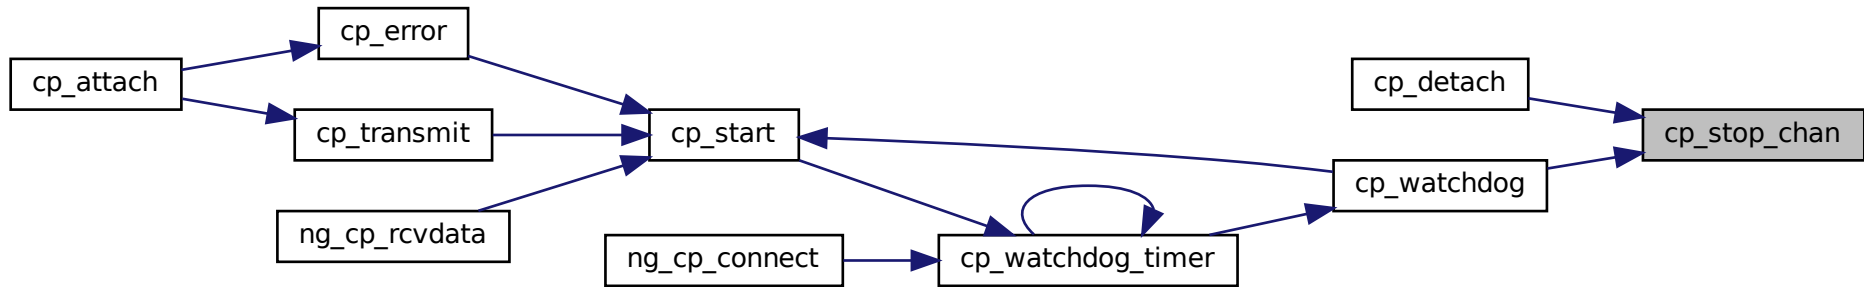 cp_error
cp_attach
cp_transmit
ng_cp_rcvdata
cp_start
ng_cp_connect
cp_watchdog_timer
cp_detach
cp_watchdog
cp_stop_chan